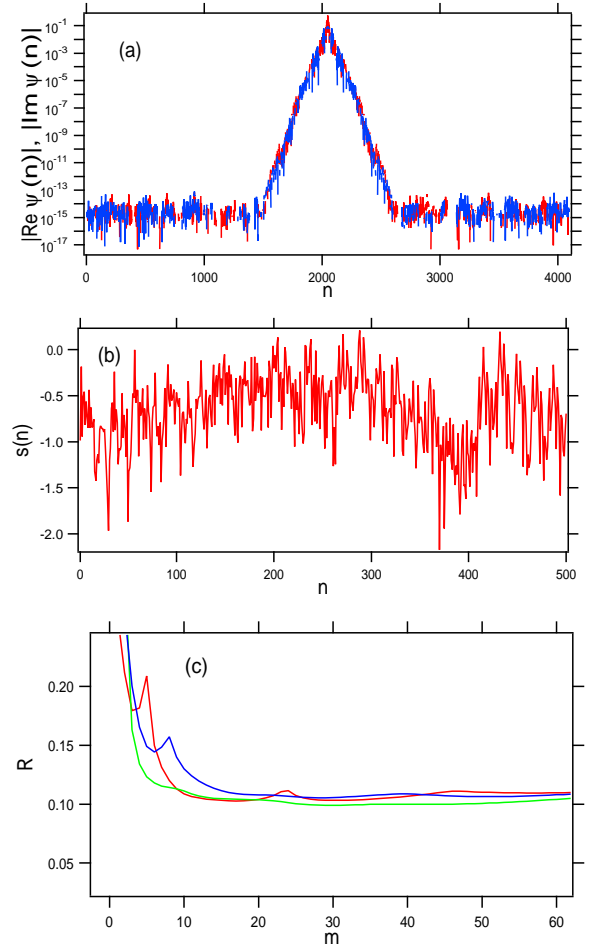 |Re ψ (n)|, |Im ψ (n)|
(a)
10⁻¹
10⁻³
10⁻⁵
10⁻⁷
10⁻⁹
10⁻¹¹
10⁻¹³
10⁻¹⁵
10⁻¹⁷
0 1000 2000 3000 4000
n
s(n)
(b)
0.0
-0.5
-1.0
-1.5
-2.0
0 100 200 300 400 500
n
R
(c)
0.20
0.15
0.10
0.05
0 10 20 30 40 50 60
m